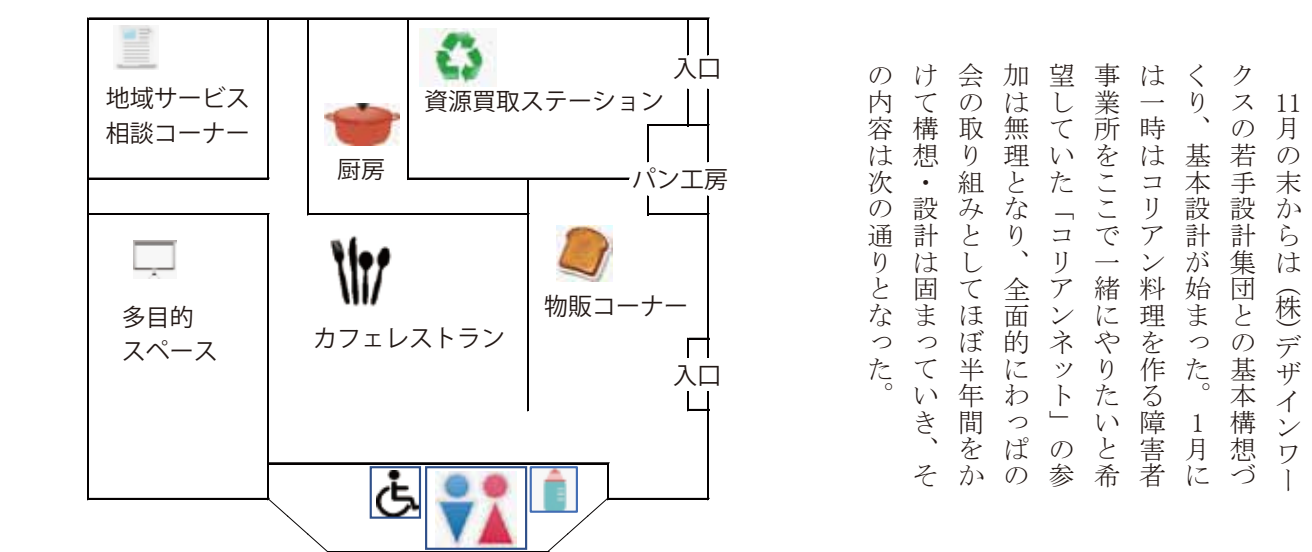 地域サービス
相談コーナー
厨房
資源買取ステーション
入口
パン工房
多目的
スペース
カフェレストラン
物販コーナー
入口
11月の末からは㈱デザインワー
クスの若手設計集団との基本構想づ
くり、基本設計が始まった。1月に
は一時はコリアン料理を作る障害者
事業所をここで一緒にやりたいと希
望していた「コリアンネット」の参
加は無理となり、全面的にわっぱの
会の取り組みとしてほぼ半年間をか
けて構想・設計は固まっていき、そ
の内容は次の通りとなった。